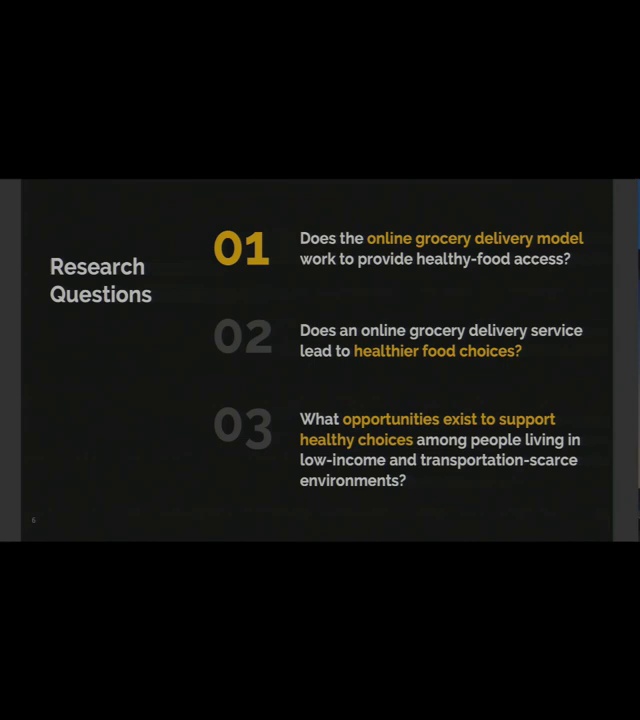 Research
Questions
01
Does the online grocery delivery model
work to provide healthy-food access?
02
Does an online grocery delivery service
lead to healthier food choices?
03
What opportunities exist to support
healthy choices among people living in
low-income and transportation-scarce
environments?